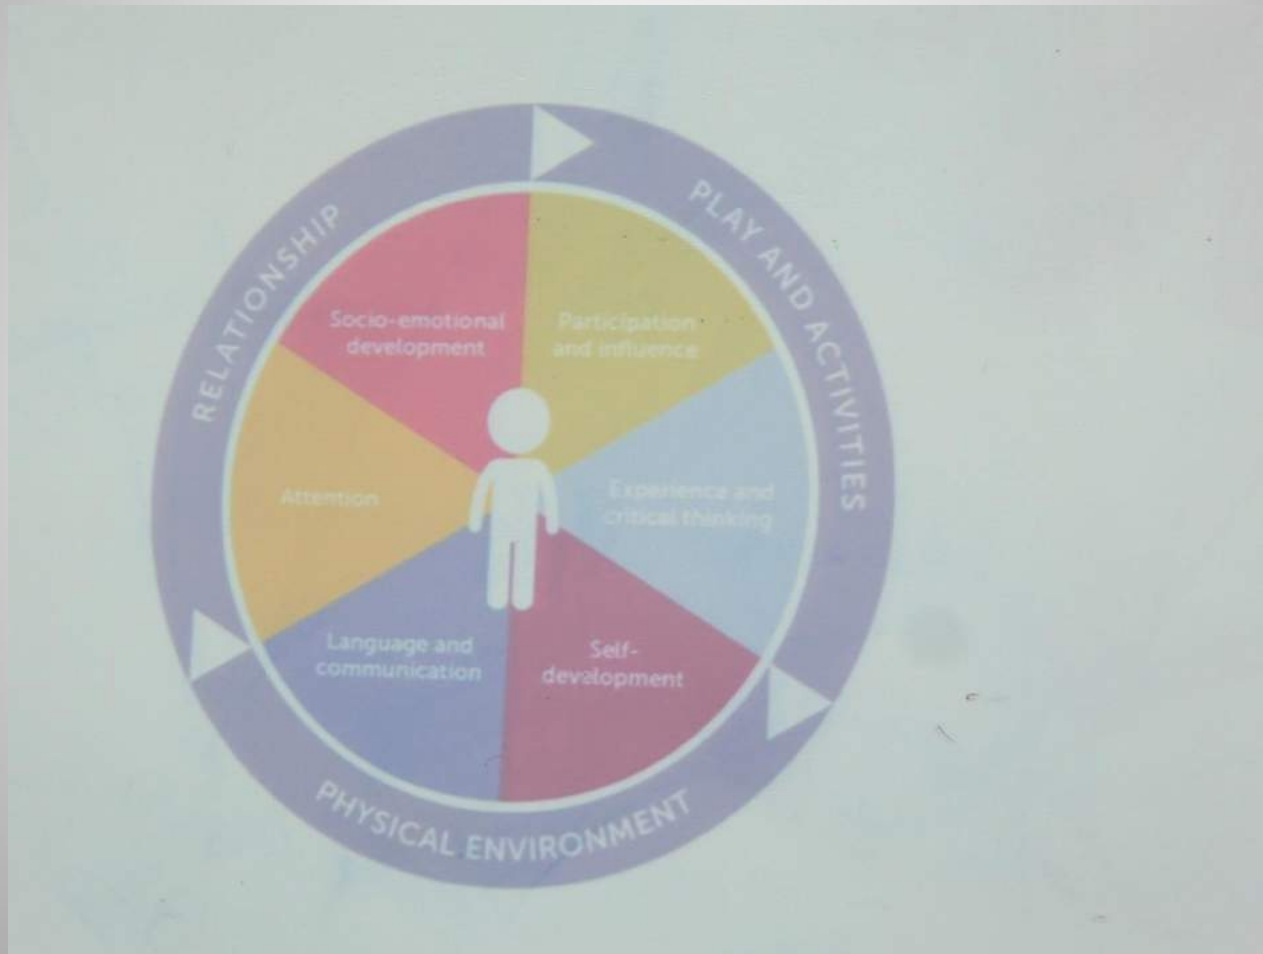 RELATIONSHIP
PLAY AND ACTIVITIES
Socio-emotional
development
Participation
and influence
Attention
Experience and
critical thinking
Language and
communication
Self-
development
PHYSICAL ENVIRONMENT